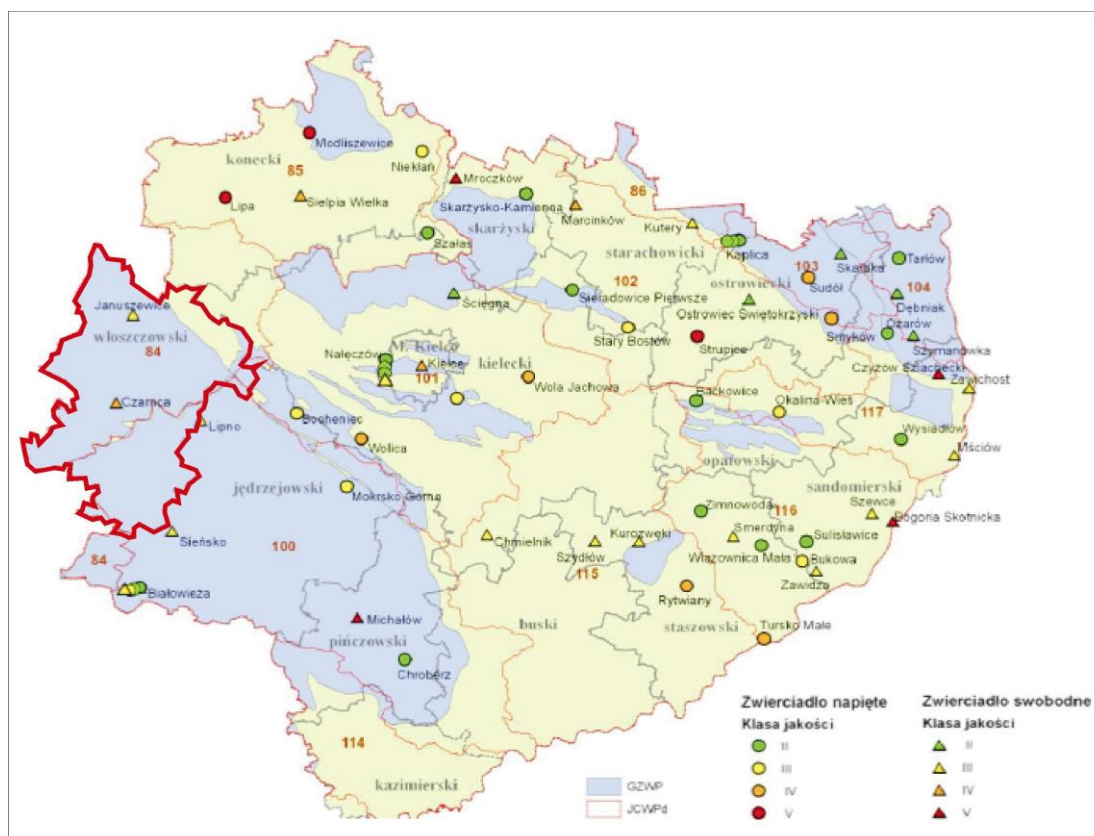 Modliszewice
konecki
85
Niekłań
Mroczków
Lipa
Sielpia Wielka
Skarżysko-Kamienna
skarżyski
Marcinków
86
Kutery
Szałas
starachowicki
Kaplica
Skarbka
Tarłów
ostrowiecki
103
102
104
Sudół
Januszewice
Ścięgna
Sieradowice Pierwsze
Dębniak
włoszczowski
84
Ostrowiec Świętokrzyski
Ożarów
Stary Bostów
Strupice
Smyków
Szymanówka
Nałęczów
M. Kielce
Kielce
kielecki
101
Wola Jachowa
Czyżów Szlachecki
Zawichost
Czarnca
Baćkowice
Okalina-Wieś
117
Lipno
Bocheniec
Wolica
Wysiadłów
opatowski
Mściów
jędrzejowski
Mokrsko Górne
sandomierski
Zimnowoda
116
Szewce
Bogoria Skotnicka
Sieńsko
100
Chmielnik
Kurozwęki
Smerdyna
Sulisławice
84
Szydłów
115
Wiązownica Mała
Bukowa
Zawidza
Białowieża
Rytwiany
Michałów
buski
staszowski
Tursko Małe
pińczowski
Chroberz
114
kazimierski
GZWP
JCWPd
Zwierciadło napięte
Klasa jakości
II
III
IV
V
Zwierciadło swobodne
Klasa jakości
II
III
IV
V